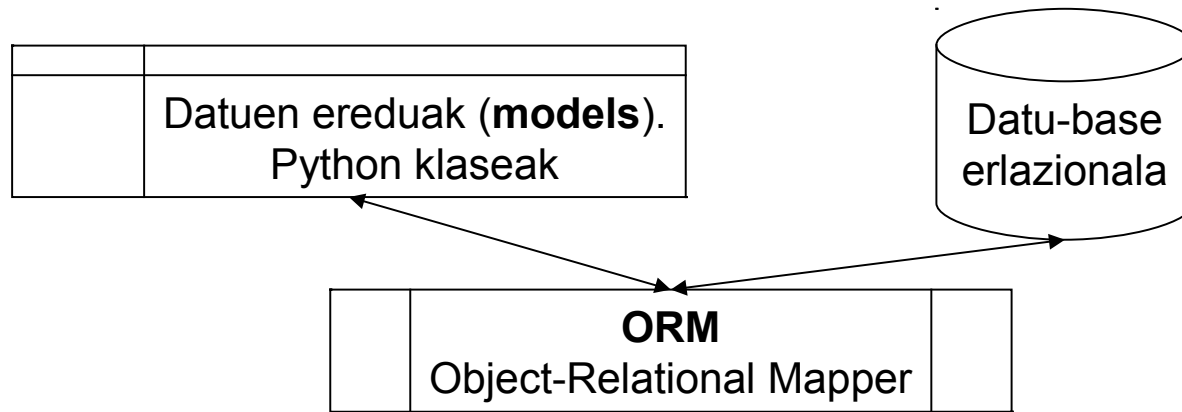 Datuen ereduak (models).
Python klaseak
Datu-base
erlazionala
ORM
Object-Relational Mapper